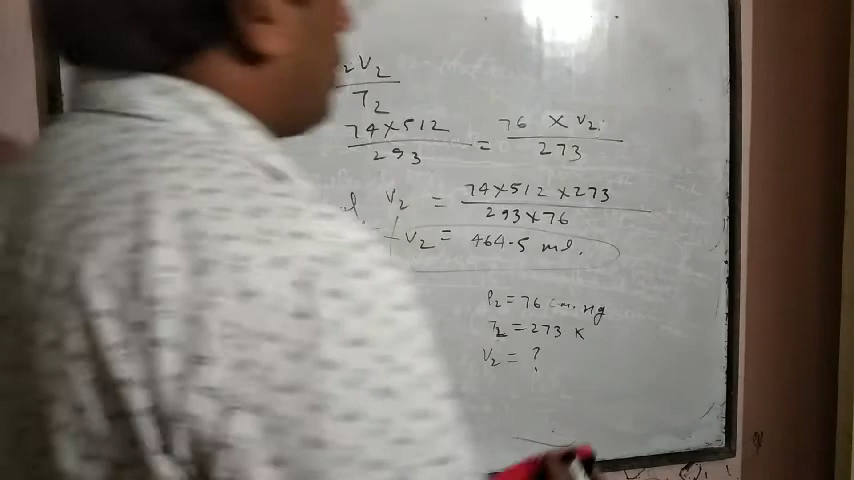 ₂V₂
T₂
74×512 / 293 = 76 × V₂ / 273
V₂ = 74×512×273 / 293×76
V₂ = 464.5 ml.
P₂ = 76 cm. Hg
T₂ = 273 K
V₂ = ?